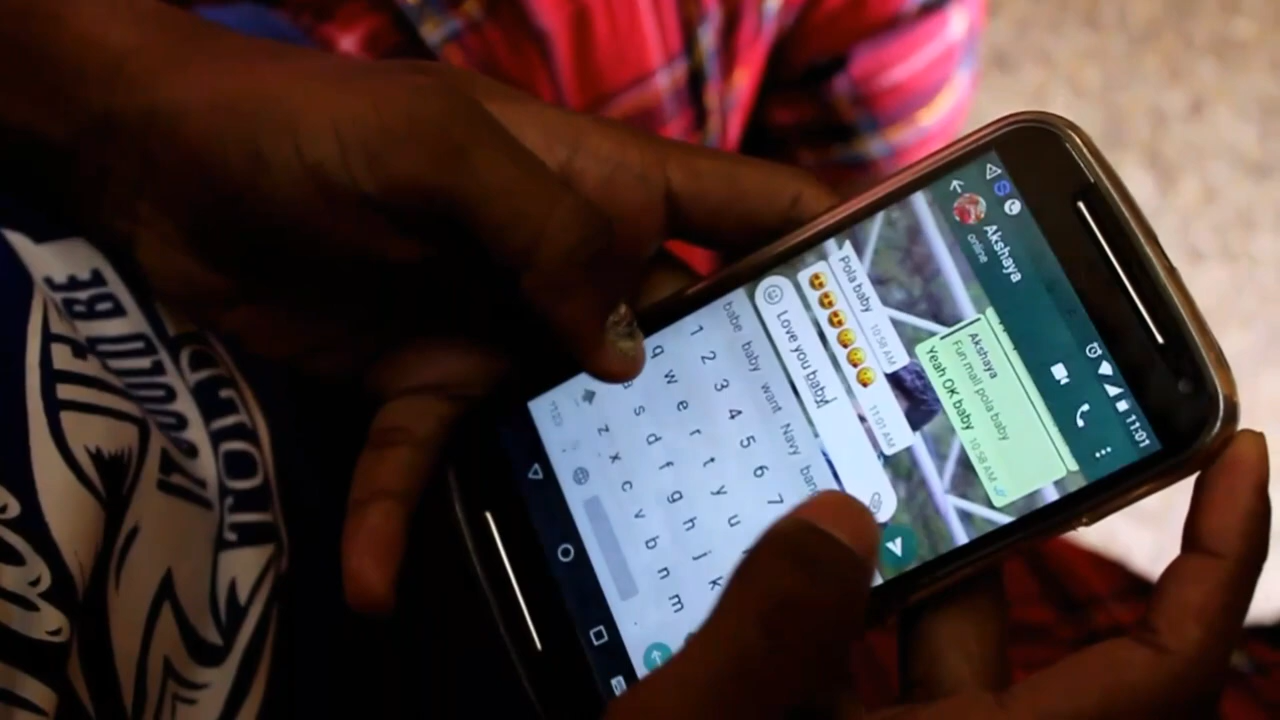 11:01
Akshaya
online
Akshaya
Fun mall pola baby
Yeah OK baby 10:58 AM
Pola baby 10:58 AM
😍😍😍😍😍😍 11:01 AM
Love you baby
babe baby want Navy
1 2 3 4 5 6 7
q w e r t y u
a s d f g h j k
z x c v b n m
WOULD BE
TOLD